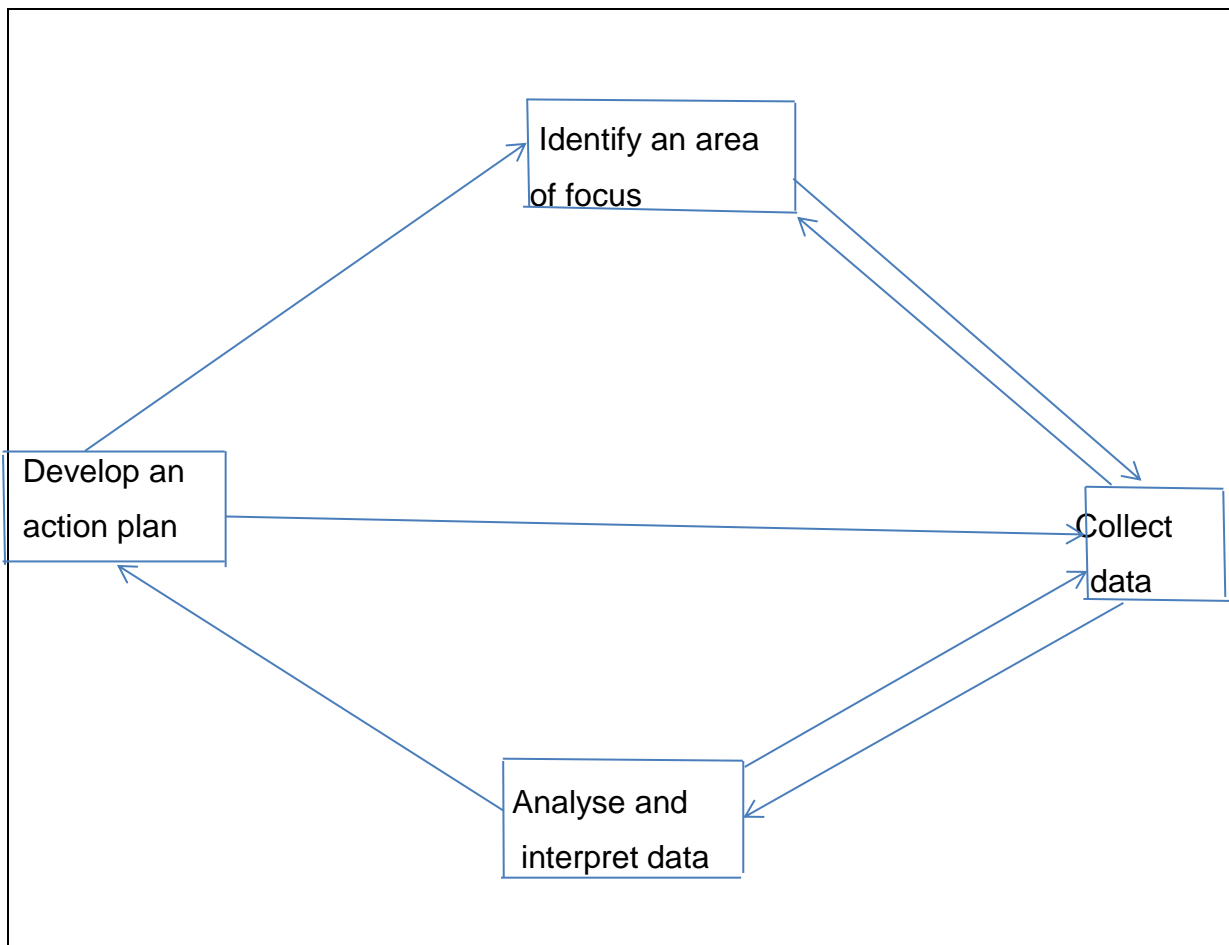 Identify an area
of focus
Develop an
action plan
Collect
data
Analyse and
interpret data